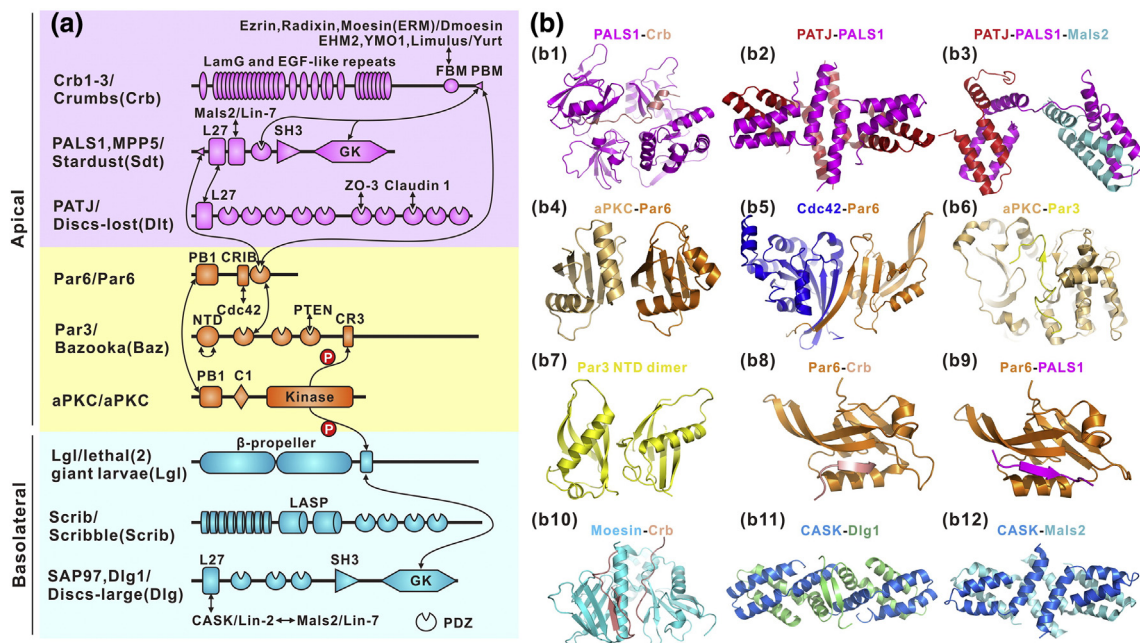 (a)
Apical
Basolateral
Ezrin,Radixin,Moesin(ERM)/Dmoesin
EHM2,YMO1,Limulus/Yurt
LamG and EGF-like repeats
FBM PBM
Crb1-3/
Crumbs(Crb)
Mals2/Lin-7
L27
SH3
PALS1,MPP5/
Stardust(Sdt)
GK
L27
ZO-3 Claudin 1
PATJ/
Discs-lost(Dlt)
PB1 CRIB
Par6/Par6
Cdc42
NTD
PTEN
CR3
Par3/
Bazooka(Baz)
P
PB1 C1
Kinase
aPKC/aPKC
P
β-propeller
Lgl/lethal(2)
giant larvae(Lgl)
LASP
Scrib/
Scribble(Scrib)
L27
SH3
SAP97,Dlg1/
Discs-large(Dlg)
GK
CASK/Lin-2 Mals2/Lin-7
PDZ
(b)
PALS1-Crb
(b1)
PATJ-PALS1
(b2)
PATJ-PALS1-Mals2
(b3)
(b4)
aPKC-Par6
(b5)
Cdc42-Par6
(b6)
aPKC-Par3
(b7)
Par3 NTD dimer
(b8)
Par6-Crb
(b9)
Par6-PALS1
(b10)
Moesin-Crb
(b11)
CASK-Dlg1
(b12)
CASK-Mals2